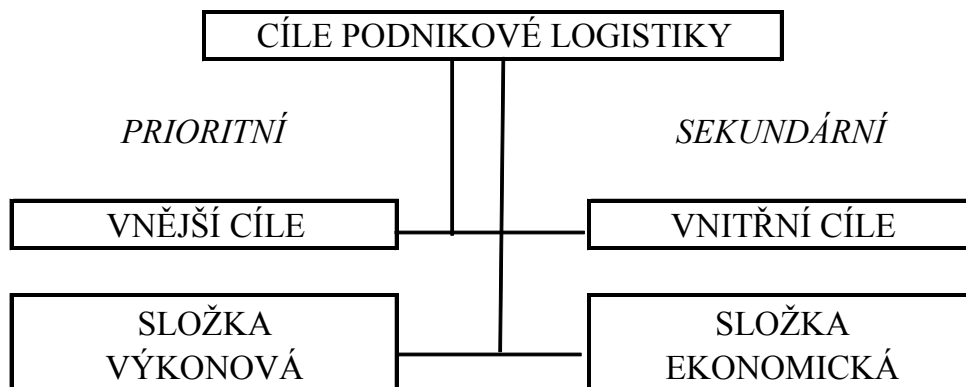 CÍLE PODNIKOVÉ LOGISTIKY
PRIORITNÍ
SEKUNDÁRNÍ
VNĚJŠÍ CÍLE
VNITŘNÍ CÍLE
SLOŽKA
VÝKONOVÁ
SLOŽKA
EKONOMICKÁ